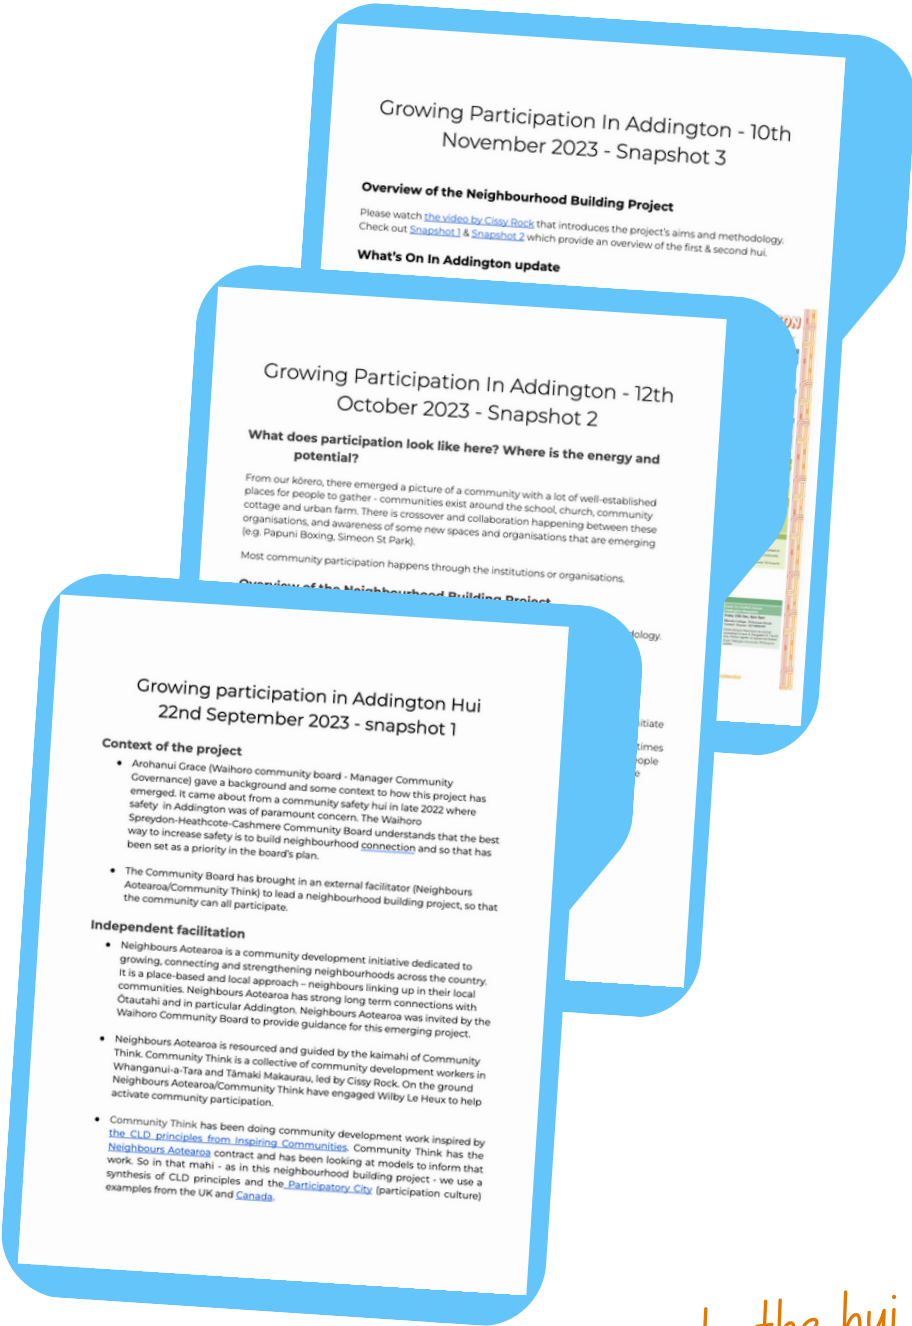 Growing Participation In Addington - 10th
November 2023 - Snapshot 3
Overview of the Neighbourhood Building Project
Please watch the video by Cissy Rock that introduces the project's aims and methodology.
Check out Snapshot 1 & Snapshot 2 which provide an overview of the first & second hui.
What's On In Addington update
Growing Participation In Addington - 12th
October 2023 - Snapshot 2
What does participation look like here? Where is the energy and
potential?
From our kōrero, there emerged a picture of a community with a lot of well-established
places for people to gather - communities exist around the school, church, community
cottage and urban farm. There is crossover and collaboration happening between these
organisations, and awareness of some new spaces and organisations that are emerging
(e.g. Papuni Boxing, Simeon St Park).
Most community participation happens through the institutions or organisations.
Overview of the Neighbourhood Building Project
Growing participation in Addington Hui
22nd September 2023 - snapshot 1
Context of the project
● Arohanui Grace (Waihoro community board - Manager Community
Governance) gave a background and some context to how this project has
emerged. It came about from a community safety hui in late 2022 where
safety in Addington was of paramount concern. The Waihoro
Spreydon-Heathcote-Cashmere Community Board understands that the best
way to increase safety is to build neighbourhood connection and so that has
been set as a priority in the board's plan.
● The Community Board has brought in an external facilitator (Neighbours
Aotearoa/Community Think) to lead a neighbourhood building project, so that
the community can all participate.
Independent facilitation
● Neighbours Aotearoa is a community development initiative dedicated to
growing, connecting and strengthening neighbourhoods across the country.
It is a place-based and local approach – neighbours linking up in their local
communities. Neighbours Aotearoa has strong long term connections with
Ōtautahi and in particular Addington. Neighbours Aotearoa was invited by the
Waihoro Community Board to provide guidance for this emerging project.
● Neighbours Aotearoa is resourced and guided by the kaimahi of Community
Think. Community Think is a collective of community development workers in
Whanganui-a-Tara and Tāmaki Makaurau, led by Cissy Rock. On the ground
Neighbours Aotearoa/Community Think have engaged Wilby Le Heux to help
activate community participation.
● Community Think has been doing community development work inspired by
the CLD principles from Inspiring Communities. Community Think has the
Neighbours Aotearoa contract and has been looking at models to inform that
work. So in that mahi - as in this neighbourhood building project - we use a
synthesis of CLD principles and the Participatory City (participation culture)
examples from the UK and Canada.
the hui